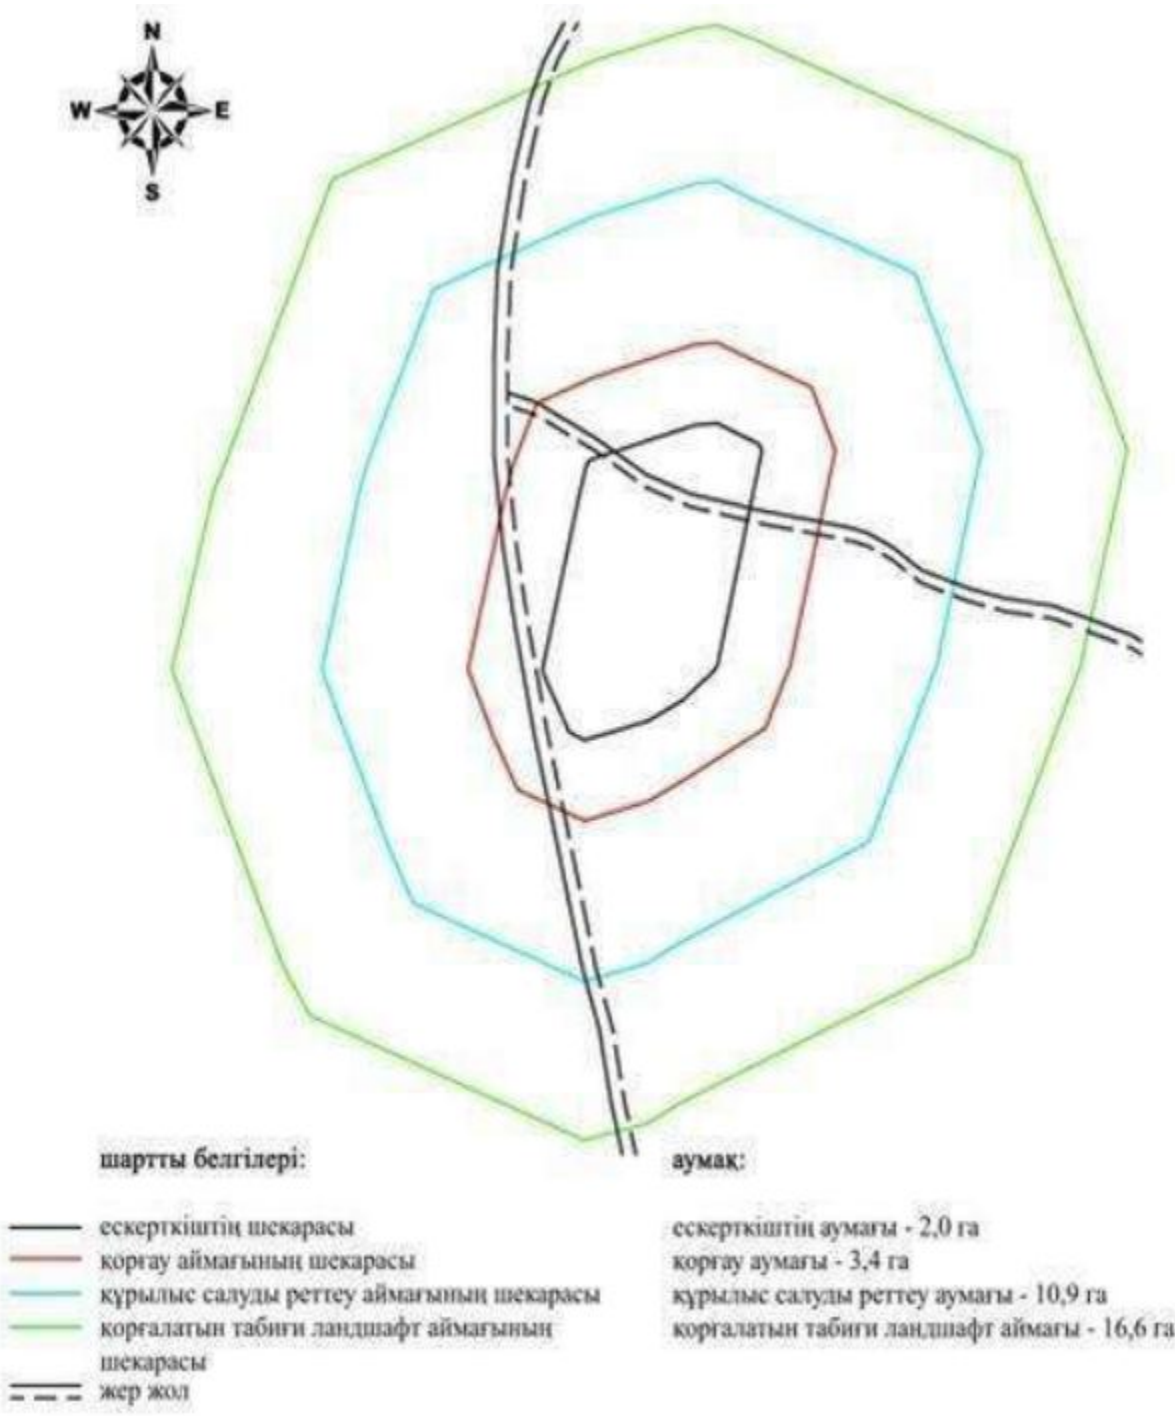 N
W E
S
шартты белгілері:
ескерткіштің шекарасы
қорғау аймағының шекарасы
құрылыс салуды реттеу аймағының шекарасы
қорғалатын табиғи ландшафт аймағының
шекарасы
жер жол
аумақ:
ескерткіштің аумағы - 2,0 га
қорғау аумағы - 3,4 га
құрылыс салуды реттеу аумағы - 10,9 га
қорғалатын табиғи ландшафт аймағы - 16,6 га